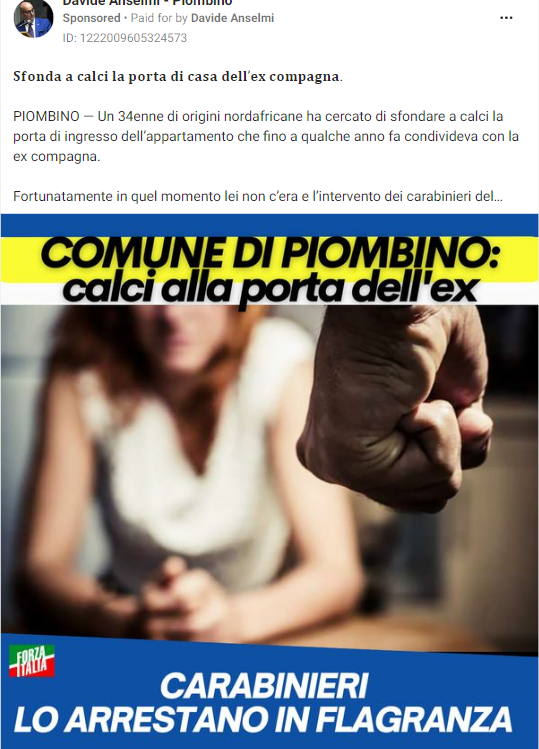 Davide Anselmi - Piombino
Sponsored • Paid for by Davide Anselmi
ID: 1222009605324573
Sfonda a calci la porta di casa dell'ex compagna.
PIOMBINO — Un 34enne di origini nordafricane ha cercato di sfondare a calci la
porta di ingresso dell'appartamento che fino a qualche anno fa condivideva con la
ex compagna.
Fortunatamente in quel momento lei non c'era e l'intervento dei carabinieri del...
COMUNE DI PIOMBINO:
calci alla porta dell'ex
FORZA
ITALIA
CARABINIERI
LO ARRESTANO IN FLAGRANZA